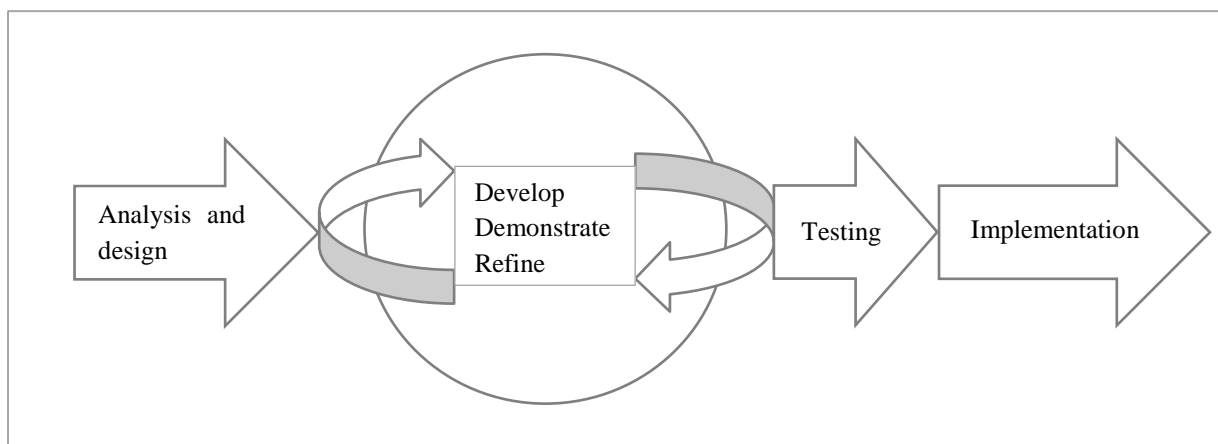 Analysis and
design
Develop
Demonstrate
Refine
Testing
Implementation